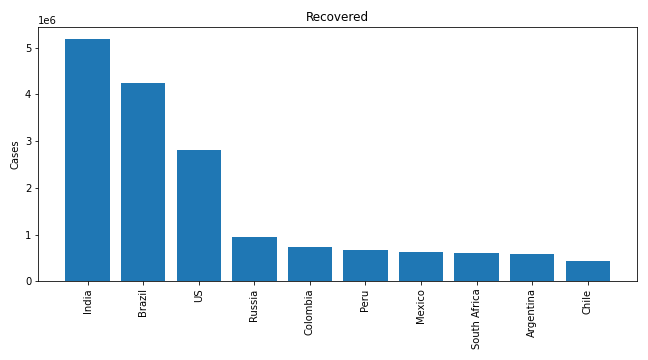 Recovered
1e6
5
4
3
2
1
0
Cases
India
Brazil
US
Russia
Colombia
Peru
Mexico
South Africa
Argentina
Chile